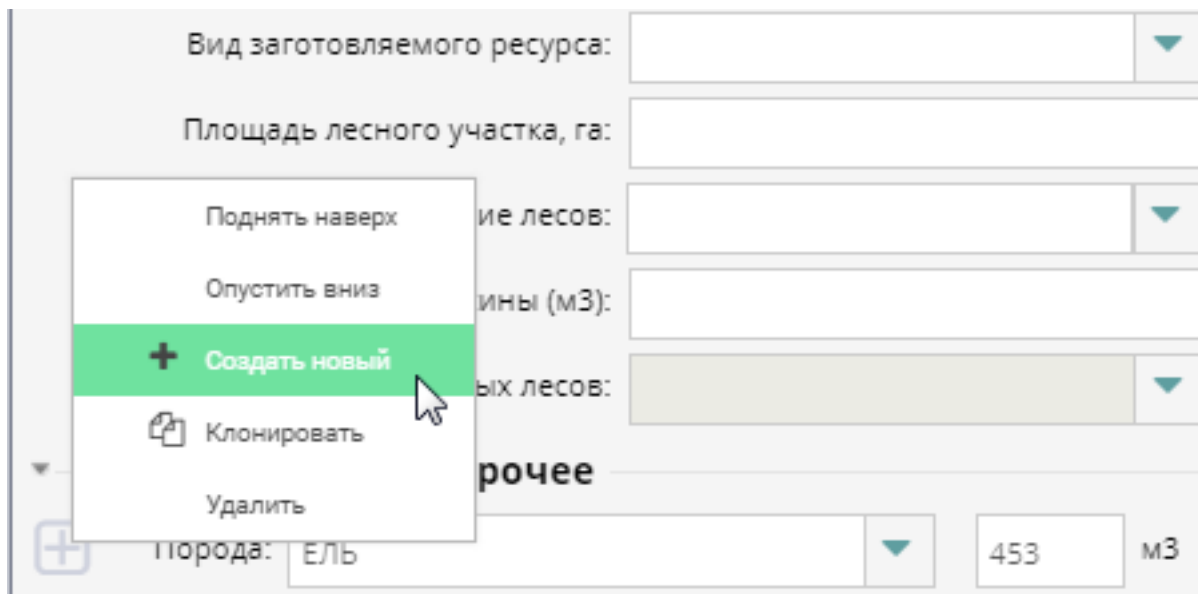 Вид заготовляемого ресурса:
Площадь лесного участка, га:
Поднять наверх
ие лесов:
Опустить вниз
ины (м3):
Создать новый
ых лесов:
Клонировать
рочее
Удалить
Порода: ЕЛЬ 453 м3